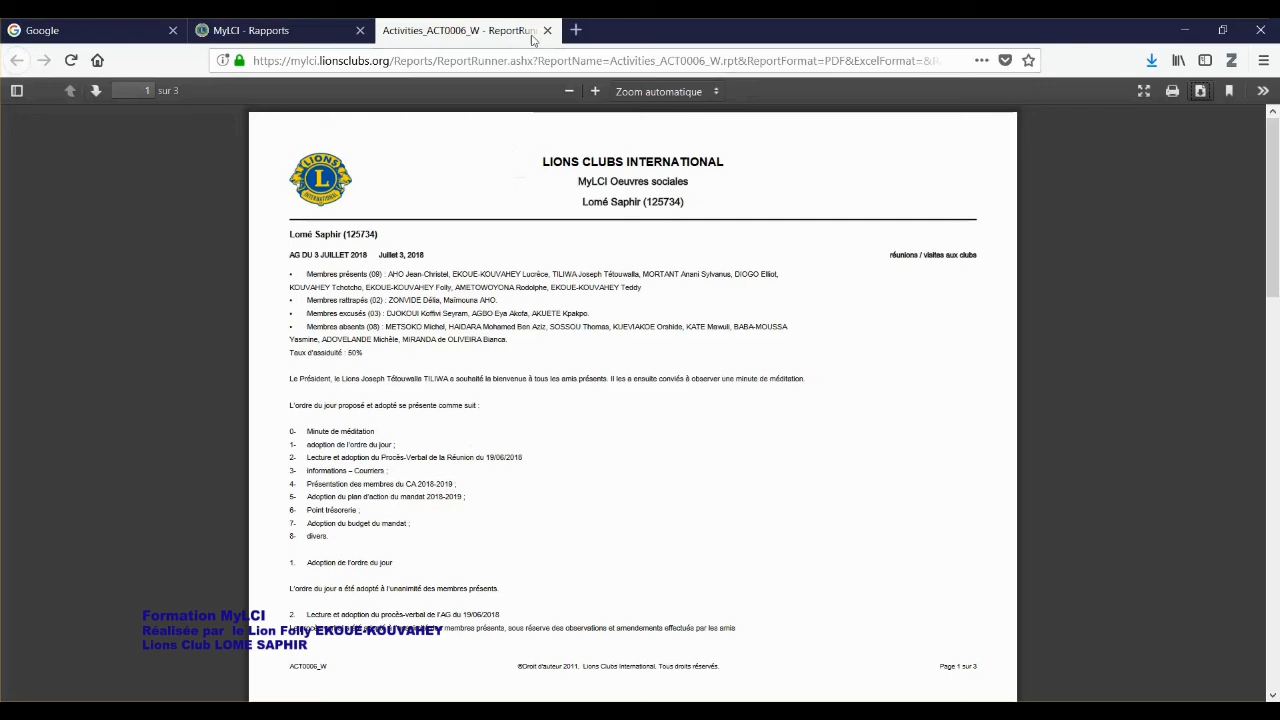 Google
MyLCI - Rapports
Activities_ACT0006_W - ReportRun
https://mylci.lionsclubs.org/Reports/ReportRunner.ashx?ReportName=Activities_ACT0006_W.rpt&ReportFormat=PDF&ExcelFormat=&R
1 sur 3
Zoom automatique
LIONS
L
INTERNATIONAL
LIONS CLUBS INTERNATIONAL
MyLCI Oeuvres sociales
Lomé Saphir (125734)
Lomé Saphir (125734)
AG DU 3 JUILLET 2018 Juillet 3, 2018 réunions / visites aux clubs
• Membres présents (09) : AHO Jean-Christel, EKOUE-KOUVAHEY Lucrèce, TILIWA Joseph Tétouwalla, MORTANT Anani Sylvanus, DIOGO Elliot,
KOUVAHEY Tchotcho, EKOUE-KOUVAHEY Folly, AMETOWOYONA Rodolphe, EKOUE-KOUVAHEY Teddy
• Membres rattrapés (02) : ZONVIDE Délia, Maïmouna AHO.
• Membres excusés (03) : DJOKOUI Koffivi Seyram, AGBO Eya Akofa, AKUETE Kpakpo.
• Membres absents (08) : METSOKO Michel, HAIDARA Mohamed Ben Aziz, SOSSOU Thomas, KUEVIAKOE Orshide, KATE Mawuli, BABA-MOUSSA
Yasmine, ADOVELANDE Michèle, MIRANDA de OLIVEIRA Bianca.
Taux d'assiduité : 50%
Le Président, le Lions Joseph Tétouwalla TILIWA a souhaité la bienvenue à tous les amis présents. Il les a ensuite conviés à observer une minute de méditation.
L'ordre du jour proposé et adopté se présente comme suit :
0- Minute de méditation
1- adoption de l'ordre du jour ;
2- Lecture et adoption du Procès-Verbal de la Réunion du 19/06/2018
3- Informations – Courriers ;
4- Présentation des membres du CA 2018-2019 ;
5- Adoption du plan d'action du mandat 2018-2019 ;
6- Point trésorerie ;
7- Adoption du budget du mandat ;
8- divers.
1. Adoption de l'ordre du jour
L'ordre du jour a été adopté à l'unanimité des membres présents.
2. Lecture et adoption du procès-verbal de l'AG du 19/06/2018
membres présents, sous réserve des observations et amendements effectués par les amis
Formation MyLCI
Réalisée par le Lion Folly EKOUE-KOUVAHEY
Lions Club LOME SAPHIR
ACT0006_W ®Droit d'auteur 2011, Lions Clubs International. Tous droits réservés. Page 1 sur 3